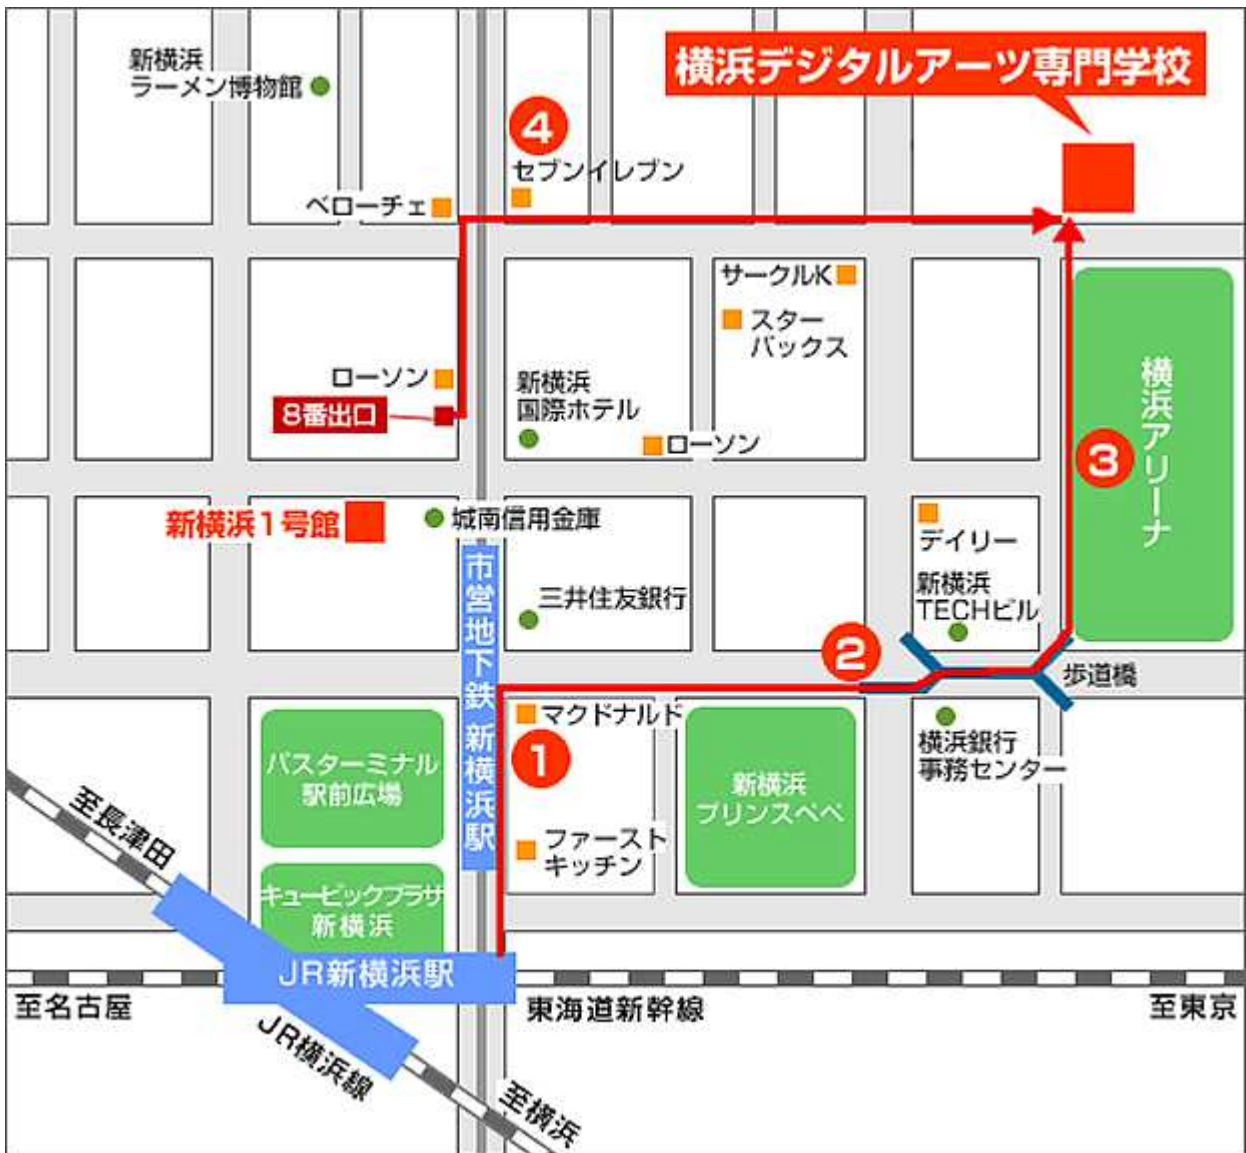 新横浜
ラーメン博物館
横浜デジタルアーツ専門学校
4
セブンイレブン
ベローチェ
サークルK
スター
バックス
ローソン
8番出口
新横浜
国際ホテル
ローソン
横浜アリーナ
3
新横浜1号館
城南信用金庫
デイリー
新横浜
TECHビル
市営地下鉄 新横浜駅
三井住友銀行
2
歩道橋
マクドナルド
1
バスターミナル
駅前広場
新横浜
プリンスペペ
横浜銀行
事務センター
ファースト
キッチン
至長津田
キュービックプラザ
新横浜
JR新横浜駅
至名古屋
東海道新幹線
至東京
JR横浜線
至横浜